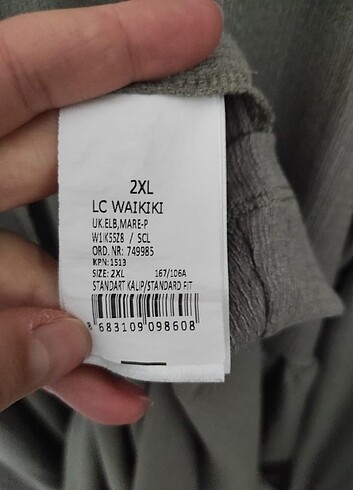 2XL
LC WAIKIKI
UK.ELB,MARE-P
W1IK55Z8 / SCL
ORD. NR: 749985
KPN: 1513
SIZE: 2XL 167/106A
STANDART KALIP/STANDARD FIT
8 683109 098608